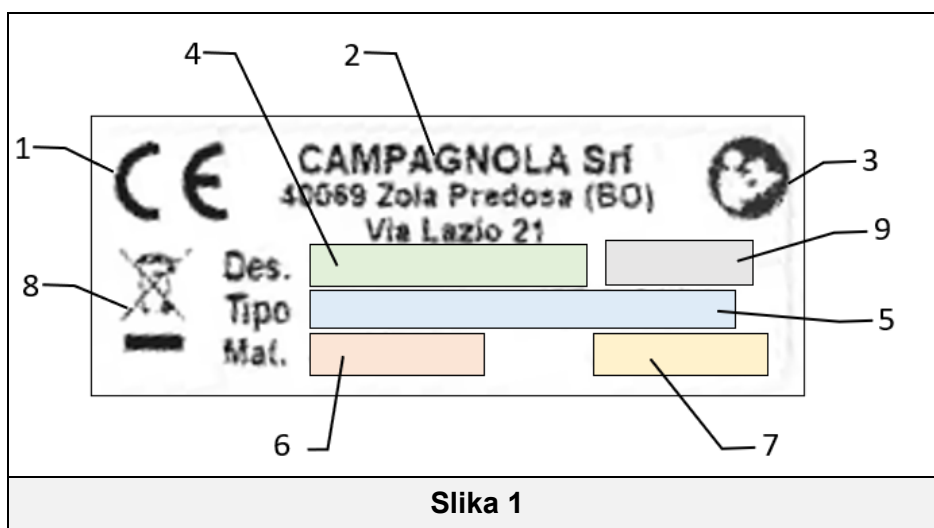 4
2
1
CE
CAMPAGNOLA Srl
3
40069 Zola Predosa (BO)
Via Lazio 21
9
8
Des.
Tipo
5
Mat.
6
7
Slika 1